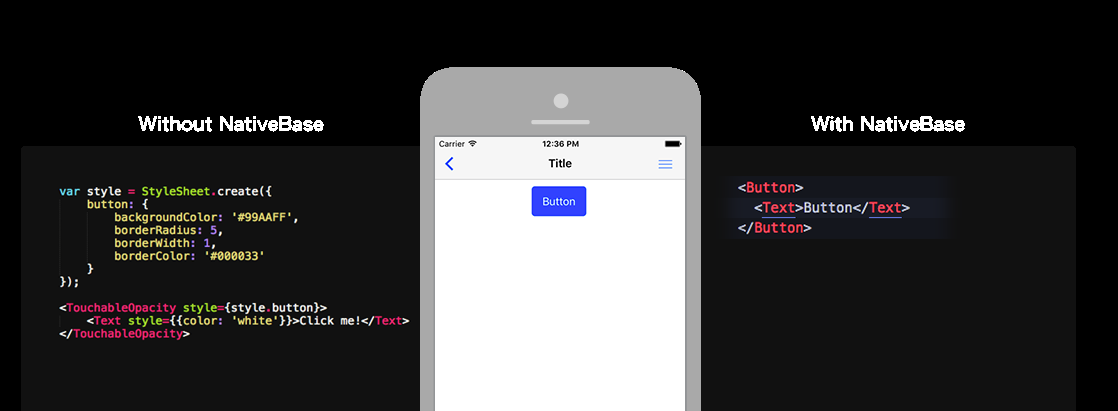 Without NativeBase
var style = StyleSheet.create({
    button: {
        backgroundColor: '#99AAFF',
        borderRadius: 5,
        borderWidth: 1,
        borderColor: '#000033'
    }
});
<TouchableOpacity style={style.button}>
    <Text style={{color: 'white'}}>Click me!</Text>
</TouchableOpacity>
Carrier 12:36 PM
Title
Button
With NativeBase
<Button>
  <Text>Button</Text>
</Button>